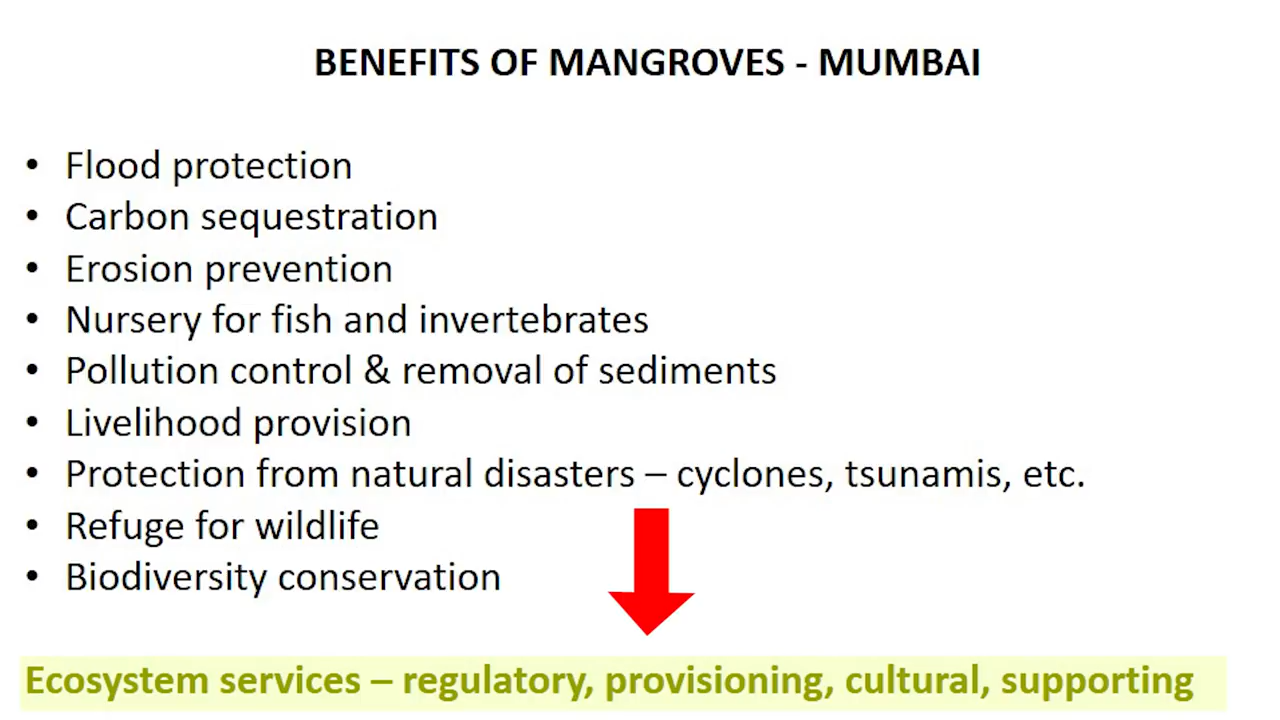 BENEFITS OF MANGROVES - MUMBAI
• Flood protection
• Carbon sequestration
• Erosion prevention
• Nursery for fish and invertebrates
• Pollution control & removal of sediments
• Livelihood provision
• Protection from natural disasters – cyclones, tsunamis, etc.
• Refuge for wildlife
• Biodiversity conservation
Ecosystem services – regulatory, provisioning, cultural, supporting